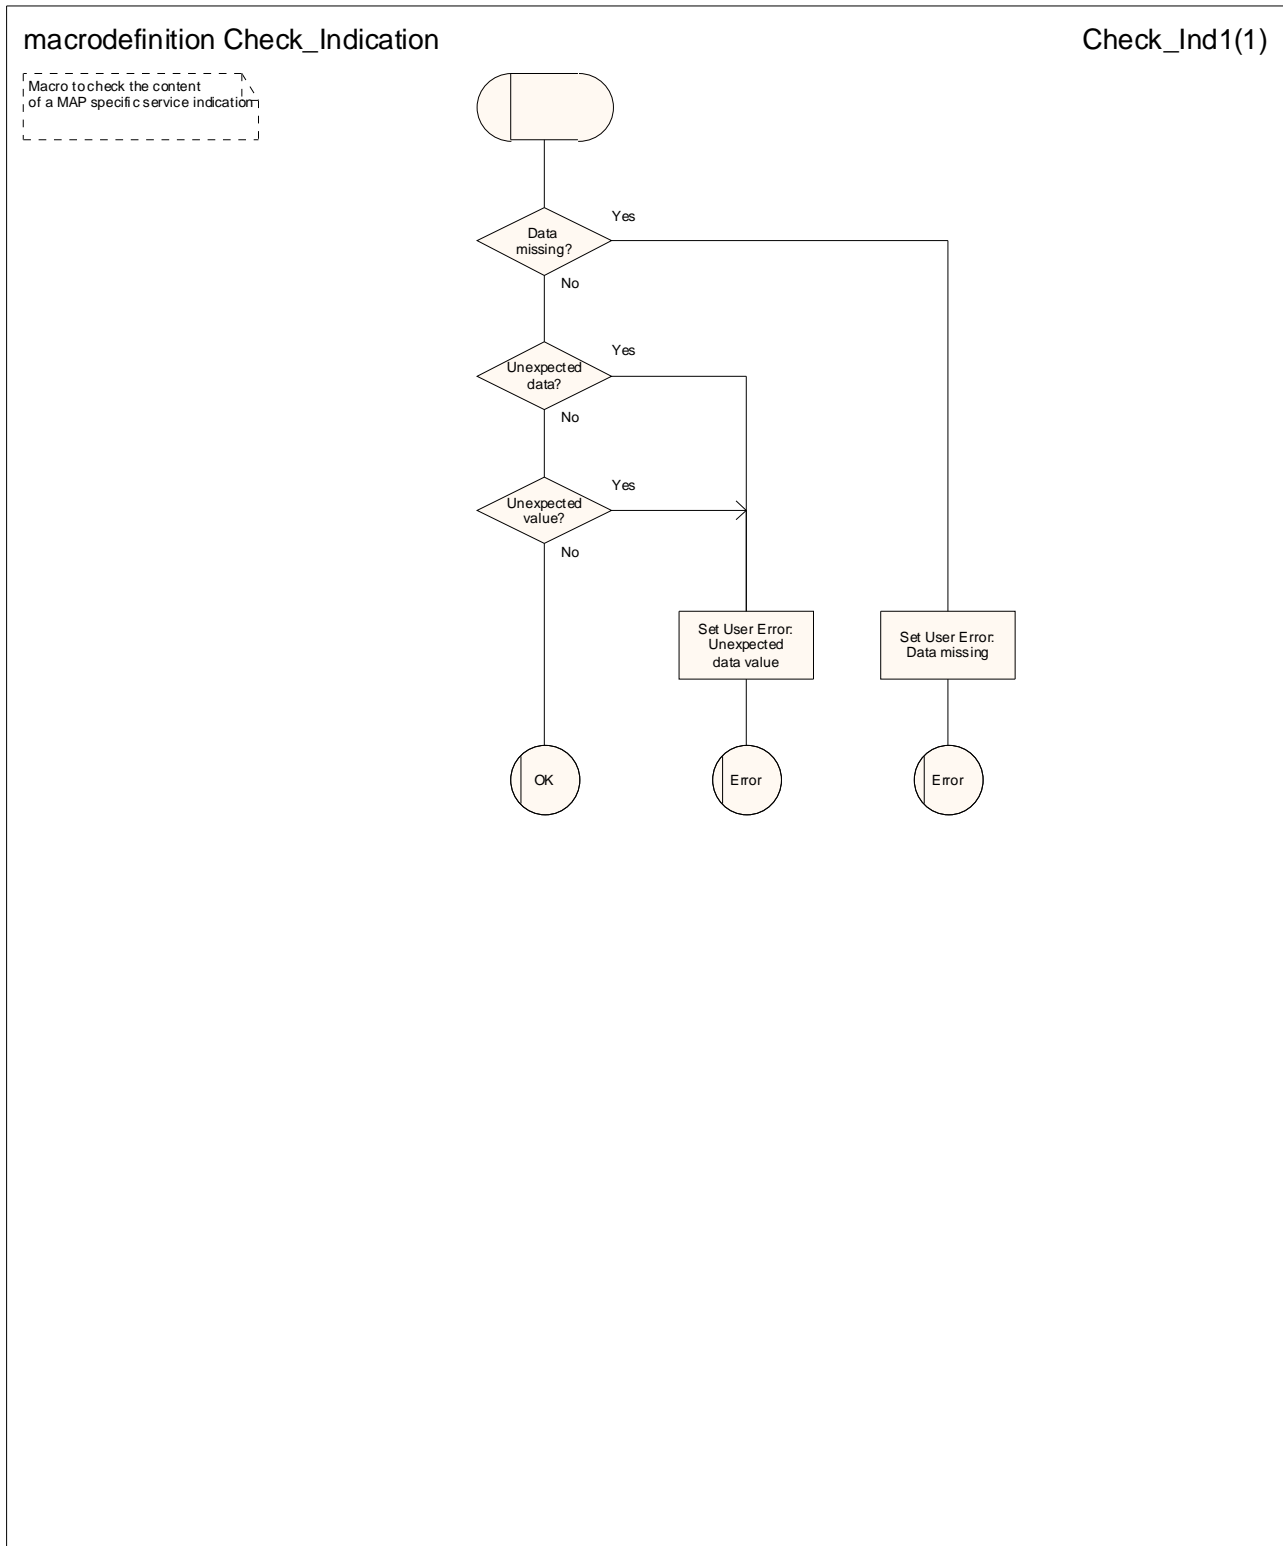 macrodefinition Check_Indication
Check_Ind1(1)
Macro to check the content
of a MAP specific service indication
Data
missing?
Yes
No
Unexpected
data?
Yes
No
Unexpected
value?
Yes
No
Set User Error:
Unexpected
data value
Set User Error:
Data missing
OK
Error
Error